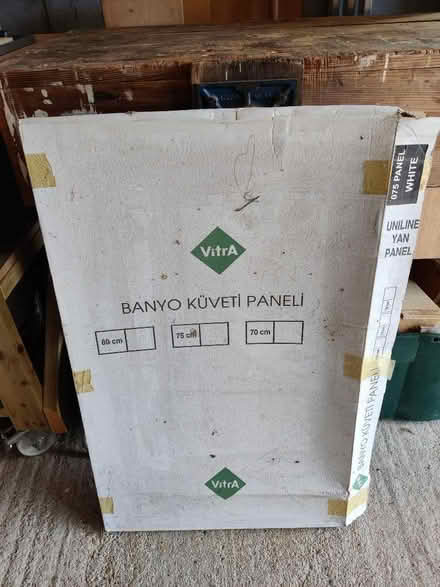 VitrA
BANYO KÜVETİ PANELİ
80 cm
75 cm
70 cm
VitrA
075 PANEL
WHITE
UNILINE
YAN
PANEL
BANYO KÜVETİ PANELİ
VitrA